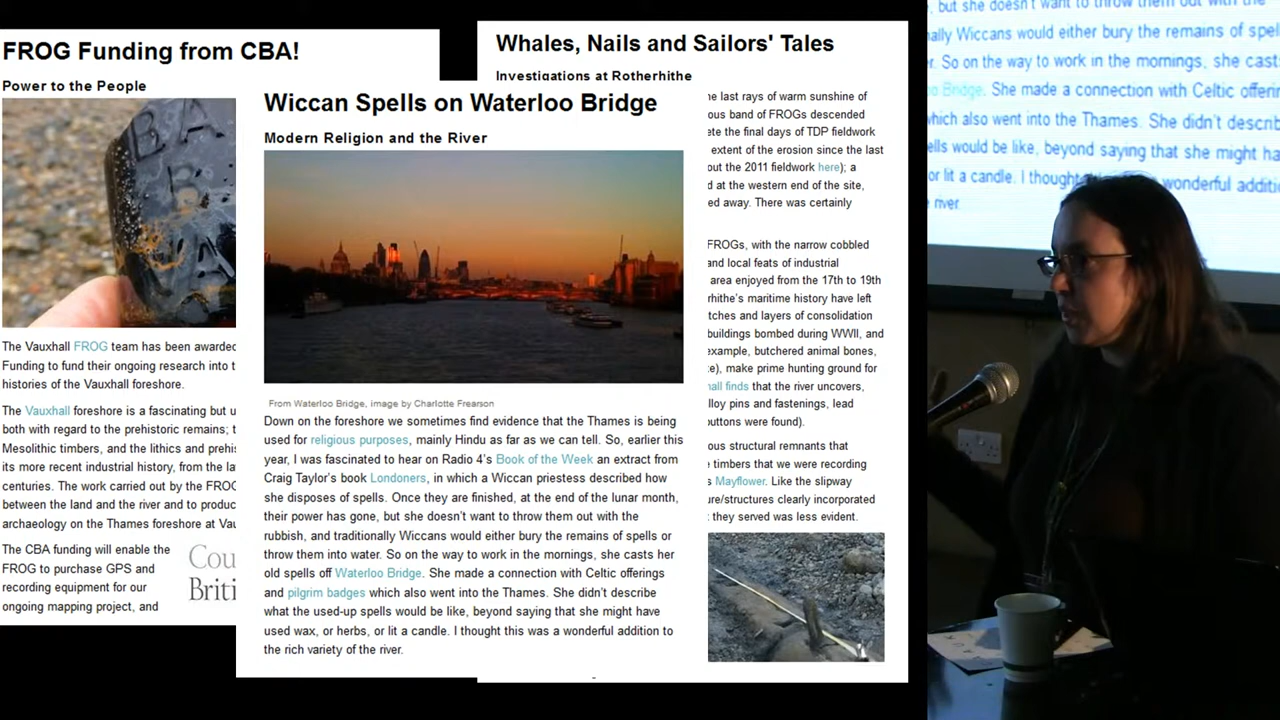 FROG Funding from CBA!
Power to the People
The Vauxhall FROG team has been awarded
Funding to fund their ongoing research into t
histories of the Vauxhall foreshore.
The Vauxhall foreshore is a fascinating but u
both with regard to the prehistoric remains; t
Mesolithic timbers, and the lithics and prehis
its more recent industrial history, from the la
centuries. The work carried out by the FROG
between the land and the river and to produc
archaeology on the Thames foreshore at Vau
The CBA funding will enable the
FROG to purchase GPS and
recording equipment for our
ongoing mapping project, and
Cou
Briti
Wiccan Spells on Waterloo Bridge
Modern Religion and the River
From Waterloo Bridge, image by Charlotte Frearson
Down on the foreshore we sometimes find evidence that the Thames is being
used for religious purposes, mainly Hindu as far as we can tell. So, earlier this
year, I was fascinated to hear on Radio 4's Book of the Week an extract from
Craig Taylor's book Londoners, in which a Wiccan priestess described how
she disposes of spells. Once they are finished, at the end of the lunar month,
their power has gone, but she doesn't want to throw them out with the
rubbish, and traditionally Wiccans would either bury the remains of spells or
throw them into water. So on the way to work in the mornings, she casts her
old spells off Waterloo Bridge. She made a connection with Celtic offerings
and pilgrim badges which also went into the Thames. She didn't describe
what the used-up spells would be like, beyond saying that she might have
used wax, or herbs, or lit a candle. I thought this was a wonderful addition to
the rich variety of the river.
Whales, Nails and Sailors' Tales
Investigations at Rotherhithe
he last rays of warm sunshine of
ous band of FROGs descended
ete the final days of TDP fieldwork
extent of the erosion since the last
out the 2011 fieldwork here); a
d at the western end of the site,
ed away. There was certainly
FROGs, with the narrow cobbled
and local feats of industrial
area enjoyed from the 17th to 19th
rhithe's maritime history have left
tches and layers of consolidation
buildings bombed during WWII, and
example, butchered animal bones,
ke), make prime hunting ground for
nall finds that the river uncovers,
lloy pins and fastenings, lead
buttons were found).
ous structural remnants that
e timbers that we were recording
s Mayflower. Like the slipway
ure/structures clearly incorporated
t they served was less evident.
, but she doesn't want to throw them out with the
nally Wiccans would either bury the remains of spel
r. So on the way to work in the mornings, she casts
oo Bridge. She made a connection with Celtic offerin
which also went into the Thames. She didn't describ
ells would be like, beyond saying that she might ha
or lit a candle. I thought wonderful additi
river.